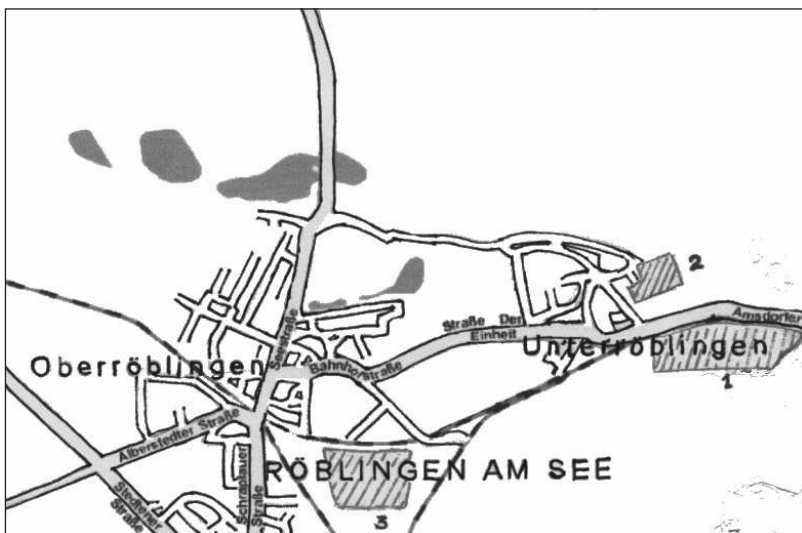 2
Amsdorfer
Straße Der
Einheit
Unterröblingen
Seestraße
Oberröblingen
Bahnhofstraße
1
Alberstedter Straße
RÖBLINGEN AM SEE
Schraplauer
Straße
Stedtener
Straße
3